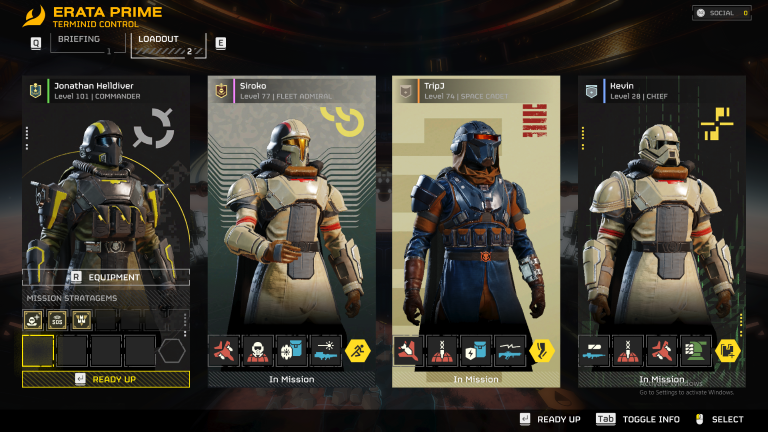 ERATA PRIME
TERMINID CONTROL
SOCIAL 0
Q BRIEFING 1 LOADOUT 2 E
Jonathan Helldiver
Level 101 | COMMANDER
Siroko
Level 77 | FLEET ADMIRAL
TripJ
Level 74 | SPACE CADET
Kevin
Level 28 | CHIEF
R EQUIPMENT
MISSION STRATAGEMS
SOS
READY UP
In Mission
In Mission
In Mission
Go to Settings to activate Windows.
READY UP Tab TOGGLE INFO SELECT